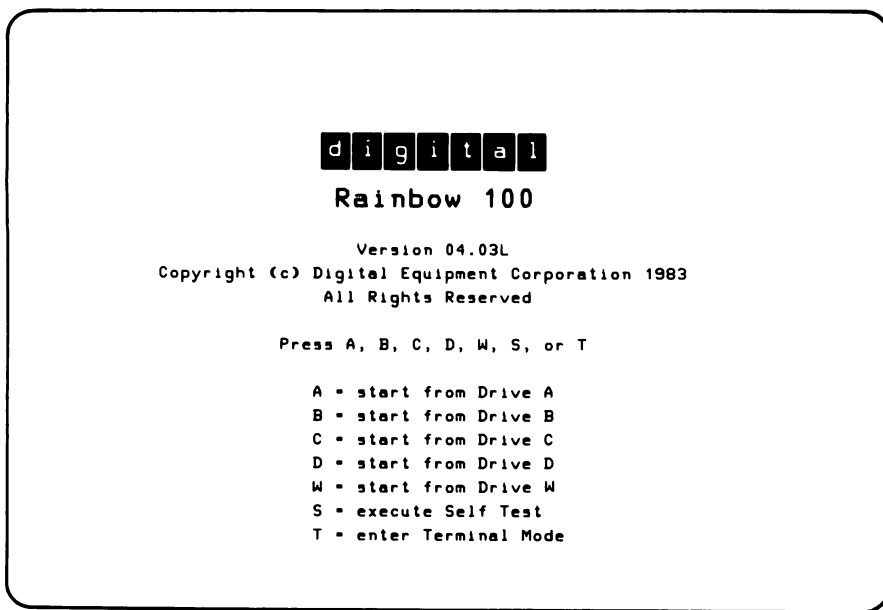 digital
Rainbow 100
Version 04.03L
Copyright (c) Digital Equipment Corporation 1983
All Rights Reserved
Press A, B, C, D, W, S, or T
A = start from Drive A
B = start from Drive B
C = start from Drive C
D = start from Drive D
W = start from Drive W
S = execute Self Test
T = enter Terminal Mode